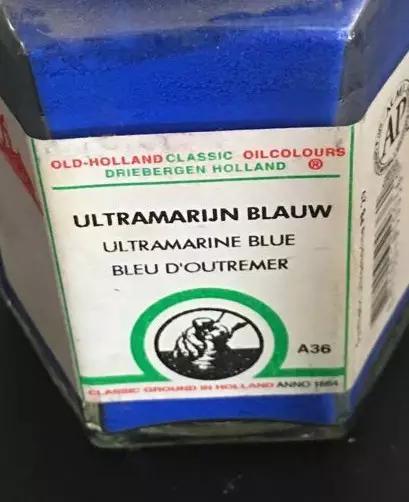 OLD-HOLLAND CLASSIC OILCOLOURS
DRIEBERGEN HOLLAND ®
ULTRAMARIJN BLAUW
ULTRAMARINE BLUE
BLEU D'OUTREMER
A36
CLASSIC GROUND IN HOLLAND ANNO 1664